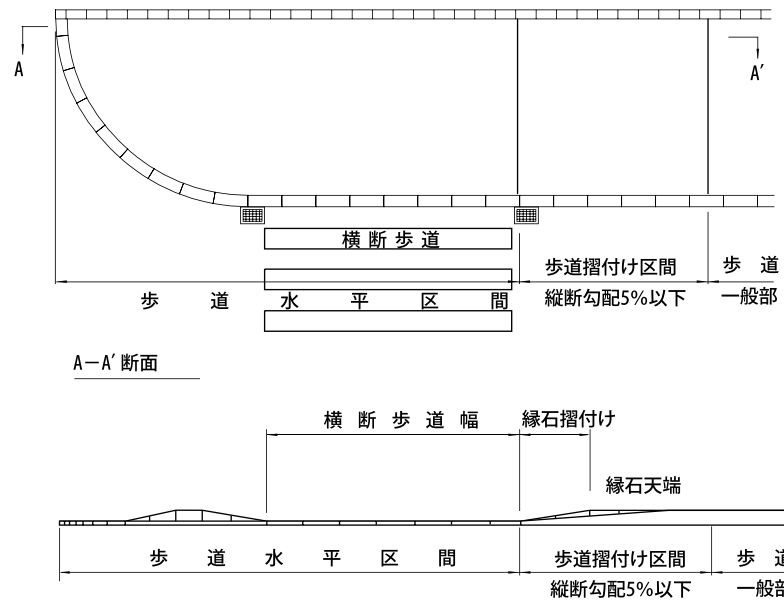 A
A'
横断歩道
歩道摺付け区間
縦断勾配5%以下
歩道
一般部
歩道水平区間
A-A'断面
横断歩道幅
縁石摺付け
縁石天端
歩道水平区間
歩道摺付け区間
縦断勾配5%以下
歩道
一般部